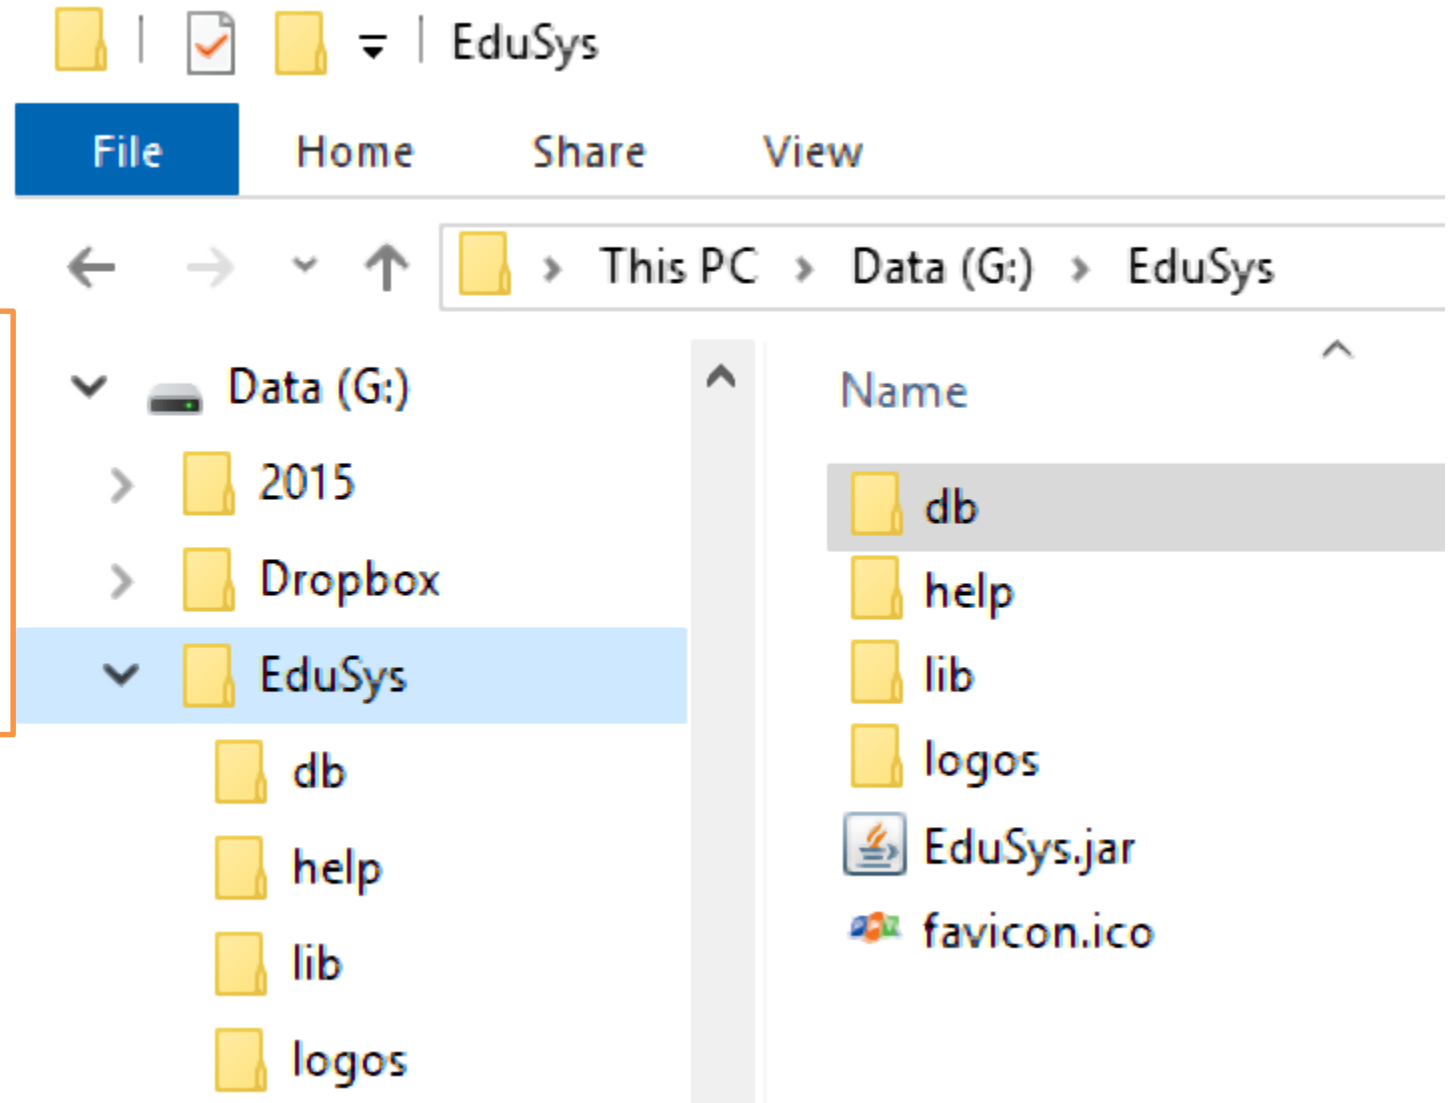 EduSys
File Home Share View
This PC > Data (G:) > EduSys
Data (G:)
2015
Dropbox
EduSys
db
help
lib
logos
Name
db
help
lib
logos
EduSys.jar
favicon.ico